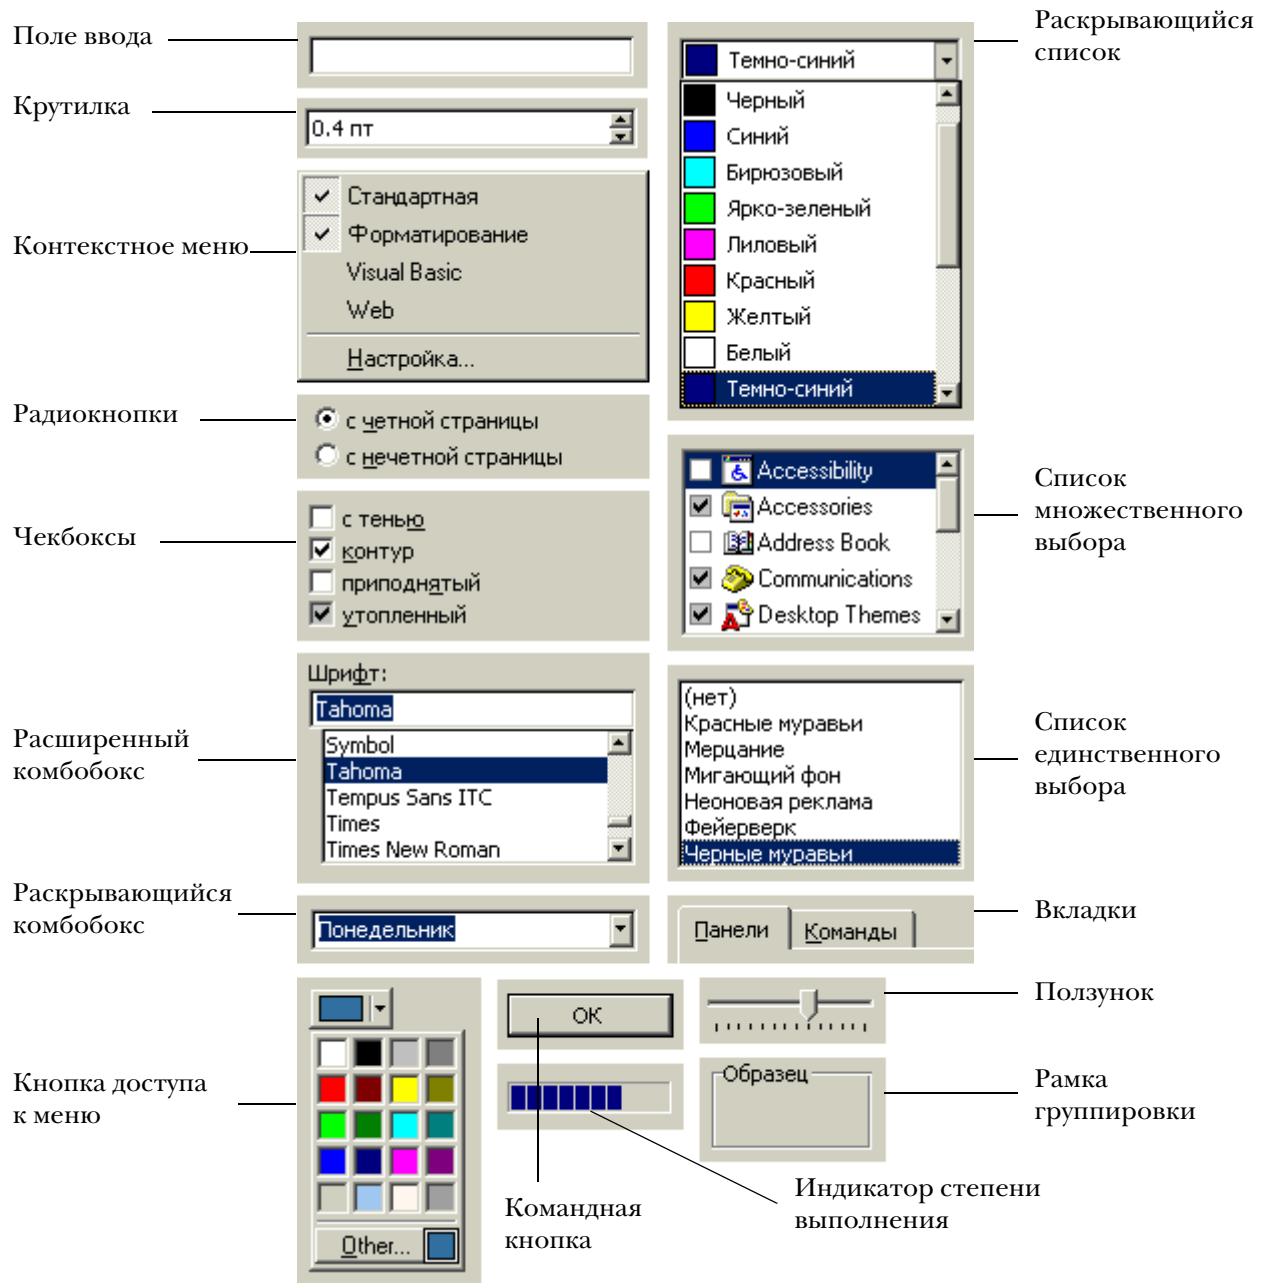 Поле ввода
Крутилка
0.4 пт
Контекстное меню
Стандартная
Форматирование
Visual Basic
Web
Настройка...
Радиокнопки
с четной страницы
с нечетной страницы
Чекбоксы
с тенью
контур
приподнятый
утопленный
Расширенный
комбобокс
Шрифт:
Tahoma
Symbol
Tahoma
Tempus Sans ITC
Times
Times New Roman
Раскрывающийся
комбобокс
Понедельник
Кнопка доступа
к меню
Other...
Раскрывающийся
список
Темно-синий
Черный
Синий
Бирюзовый
Ярко-зеленый
Лиловый
Красный
Желтый
Белый
Темно-синий
Список
множественного
выбора
Accessibility
Accessories
Address Book
Communications
Desktop Themes
Список
единственного
выбора
(нет)
Красные муравьи
Мерцание
Мигающий фон
Неоновая реклама
Фейерверк
Черные муравьи
Вкладки
Панели
Команды
OK
Командная
кнопка
Индикатор степени
выполнения
Ползунок
Образец
Рамка
группировки